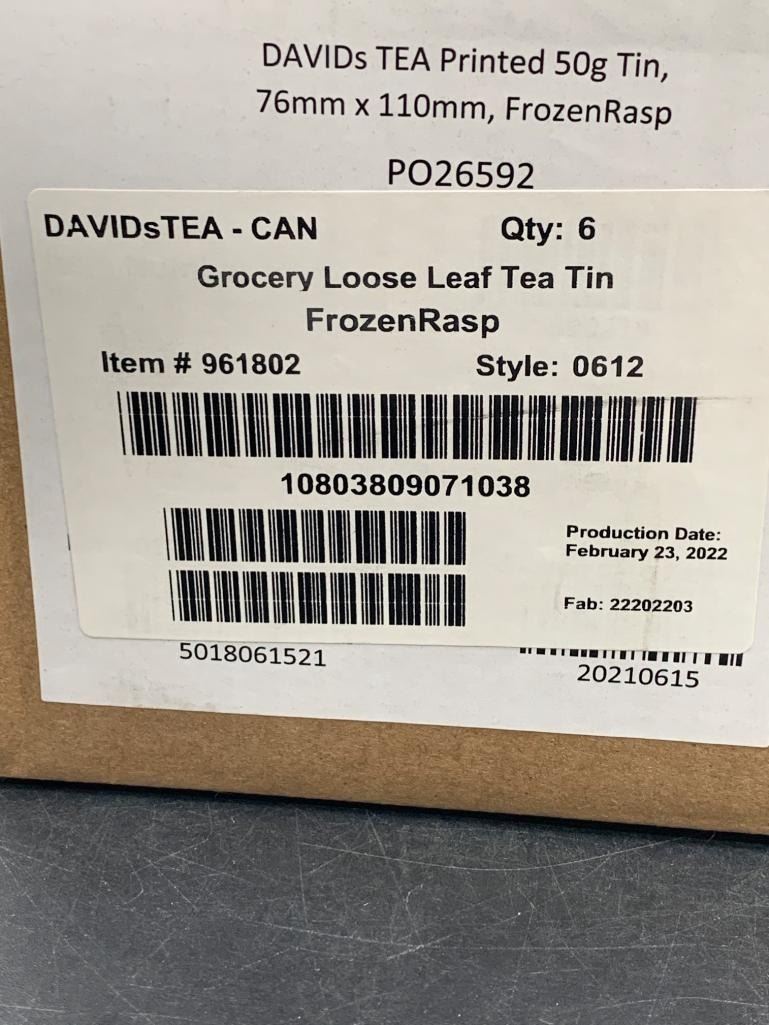 DAVIDs TEA Printed 50g Tin,
76mm x 110mm, FrozenRasp
PO26592
DAVIDsTEA - CAN Qty: 6
Grocery Loose Leaf Tea Tin
FrozenRasp
Item # 961802 Style: 0612
10803809071038
Production Date:
February 23, 2022
Fab: 22202203
5018061521
20210615